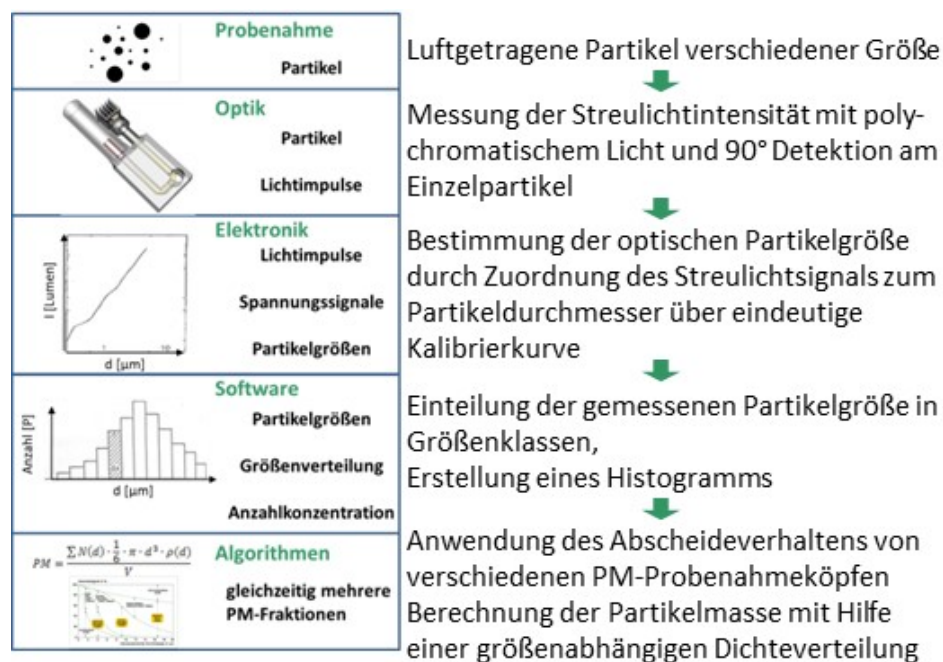 Probenahme
Partikel
Luftgetragene Partikel verschiedener Größe
Optik
Partikel
Lichtimpulse
Messung der Streulichtintensität mit poly-
chromatischem Licht und 90° Detektion am
Einzelpartikel
Elektronik
Lichtimpulse
Spannungssignale
Partikelgrößen
I [Lumen]
1 10
d [µm]
Bestimmung der optischen Partikelgröße
durch Zuordnung des Streulichtsignals zum
Partikeldurchmesser über eindeutige
Kalibrierkurve
Software
Partikelgrößen
Größenverteilung
Anzahlkonzentration
Anzahl [P]
d [µm]
Einteilung der gemessenen Partikelgröße in
Größenklassen,
Erstellung eines Histogramms
Algorithmen
gleichzeitig mehrere
PM-Fraktionen
PM = ∑ N(d) · 1/6 · π · d³ · ρ(d) / V
Anwendung des Abscheideverhaltens von
verschiedenen PM-Probenahmeköpfen
Berechnung der Partikelmasse mit Hilfe
einer größenabhängigen Dichteverteilung